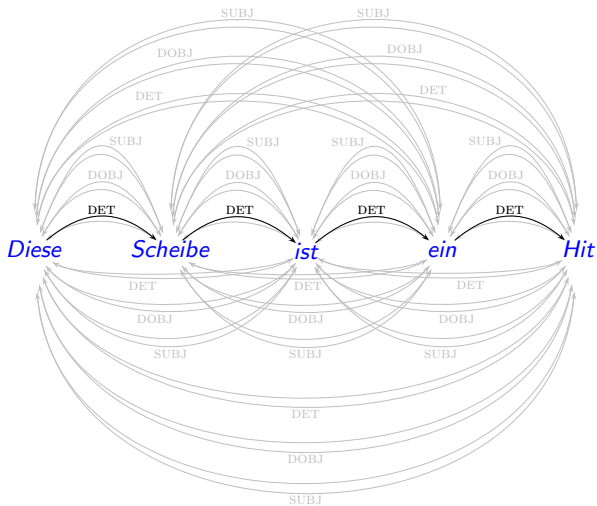 SUBJ SUBJ
DOBJ DOBJ
DET DET
SUBJ SUBJ SUBJ SUBJ
DOBJ DOBJ DOBJ DOBJ
DET DET DET DET
Diese Scheibe ist ein Hit
DET DET DET
DOBJ DOBJ DOBJ
SUBJ SUBJ SUBJ
DET
DOBJ
SUBJ